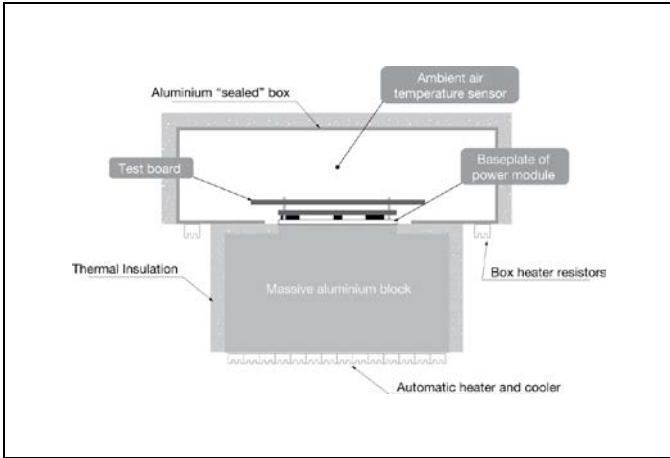 Ambient air
temperature sensor
Aluminium “sealed” box
Test board
Baseplate of
power module
Thermal Insulation
Box heater resistors
Massive aluminium block
Automatic heater and cooler